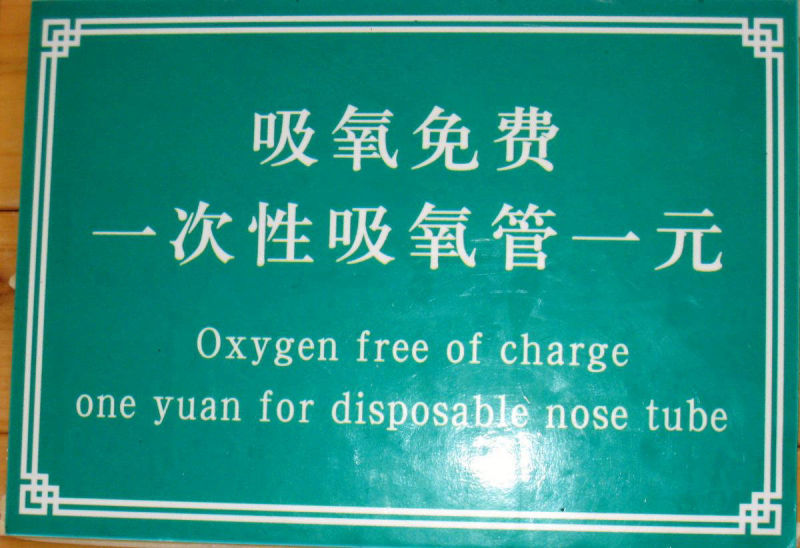 吸氧免费
一次性吸氧管一元
Oxygen free of charge
one yuan for disposable nose tube